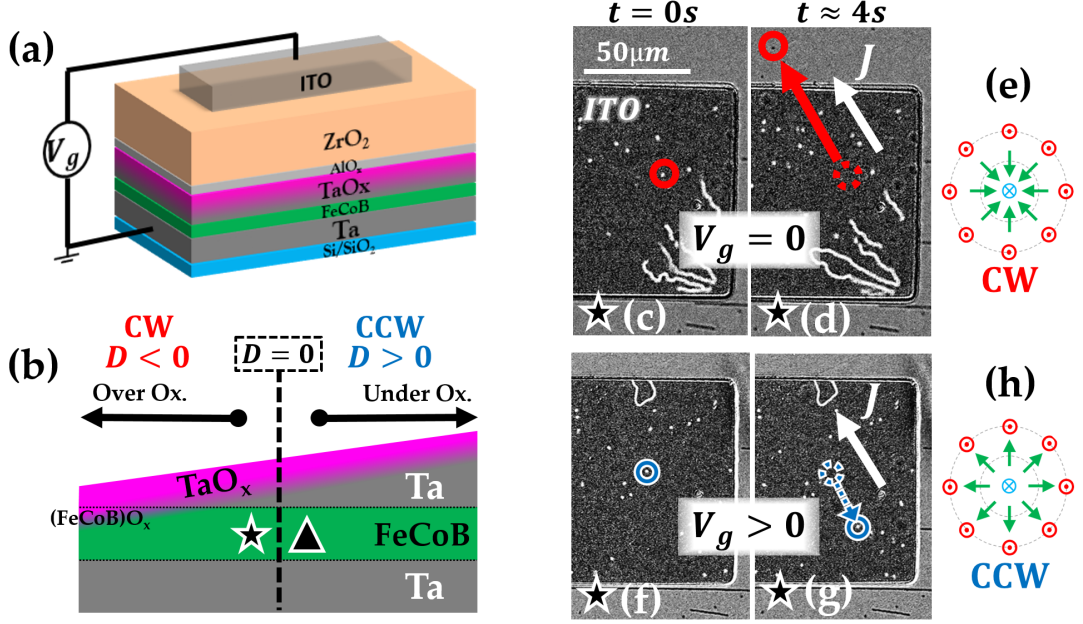 (a)
ITO
V_g
ZrO₂
AlOₓ
TaOx
FeCoB
Ta
Si/SiO₂
(b)
CW
D < 0
D = 0
CCW
D > 0
Over Ox.
Under Ox.
TaOₓ
Ta
(FeCoB)Oₓ
FeCoB
Ta
t = 0s
t ≈ 4s
50μm
J
ITO
V_g = 0
(c)
(d)
(e)
CW
J
V_g > 0
(f)
(g)
(h)
CCW